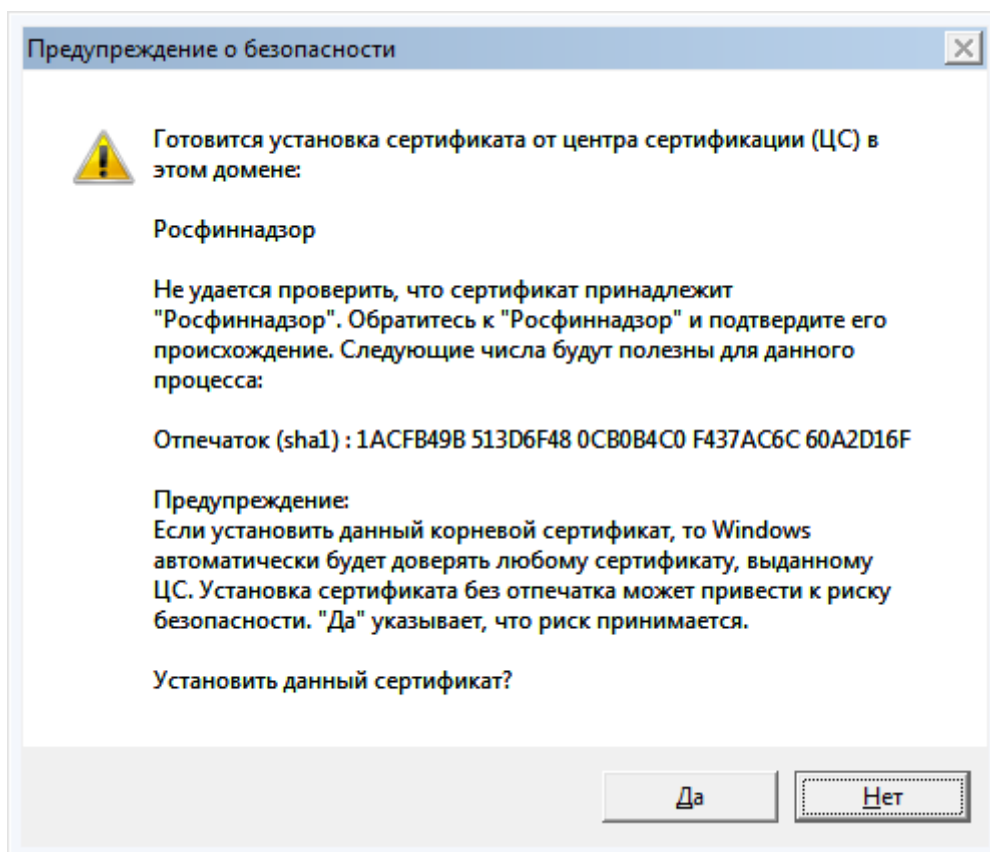 Предупреждение о безопасности
Готовится установка сертификата от центра сертификации (ЦС) в
этом домене:
Росфиннадзор
Не удается проверить, что сертификат принадлежит
"Росфиннадзор". Обратитесь к "Росфиннадзор" и подтвердите его
происхождение. Следующие числа будут полезны для данного
процесса:
Отпечаток (sha1) : 1ACFB49B 513D6F48 0CB0B4C0 F437AC6C 60A2D16F
Предупреждение:
Если установить данный корневой сертификат, то Windows
автоматически будет доверять любому сертификату, выданному
ЦС. Установка сертификата без отпечатка может привести к риску
безопасности. "Да" указывает, что риск принимается.
Установить данный сертификат?
Да
Нет